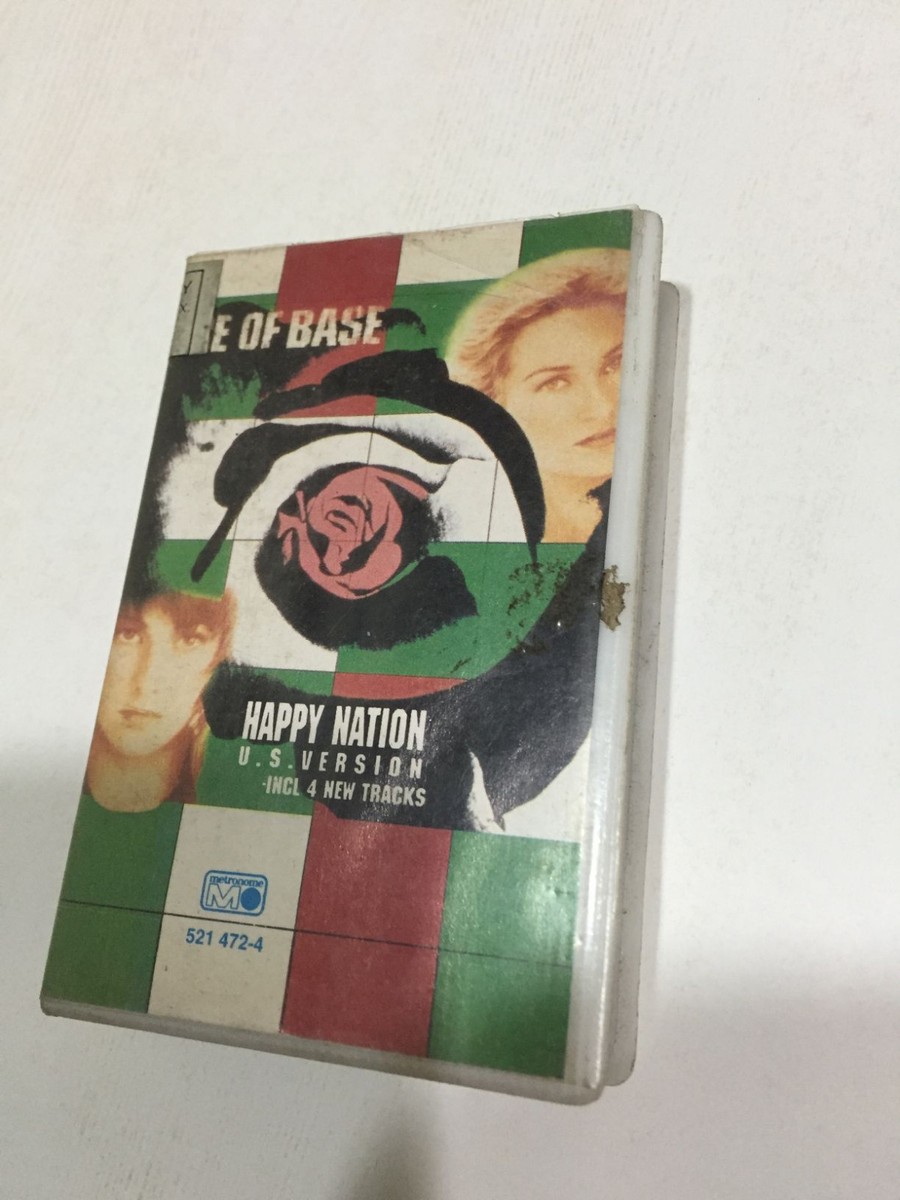 Y
E OF BASE
HAPPY NATION
U.S.VERSION
-INCL 4 NEW TRACKS
metronome
M
521 472-4